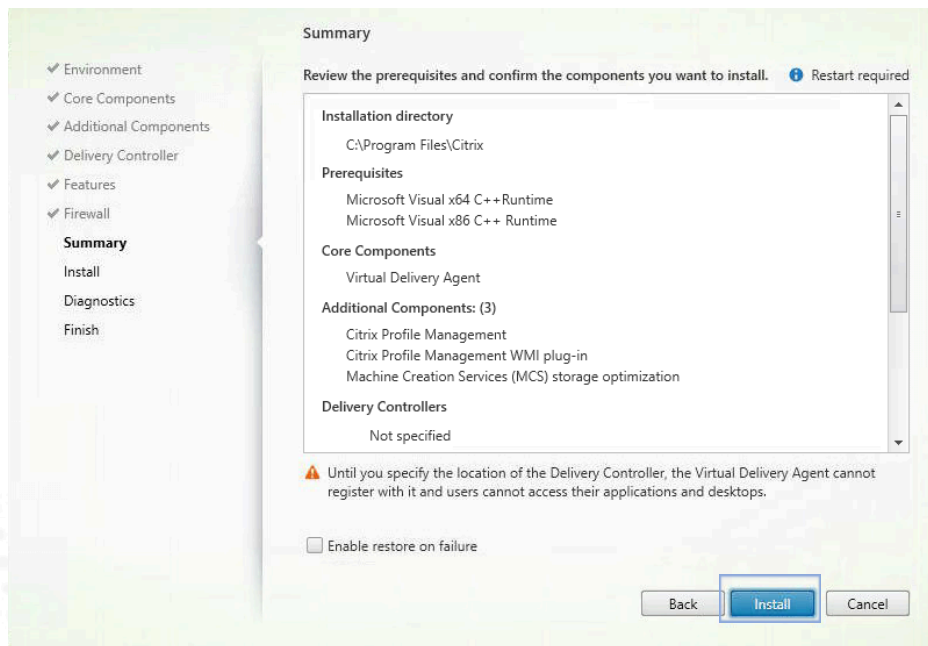 Summary
Environment
Core Components
Additional Components
Delivery Controller
Features
Firewall
Summary
Install
Diagnostics
Finish
Review the prerequisites and confirm the components you want to install. Restart required
Installation directory
C:\Program Files\Citrix
Prerequisites
Microsoft Visual x64 C++Runtime
Microsoft Visual x86 C++ Runtime
Core Components
Virtual Delivery Agent
Additional Components: (3)
Citrix Profile Management
Citrix Profile Management WMI plug-in
Machine Creation Services (MCS) storage optimization
Delivery Controllers
Not specified
Until you specify the location of the Delivery Controller, the Virtual Delivery Agent cannot
register with it and users cannot access their applications and desktops.
Enable restore on failure
Back Install Cancel